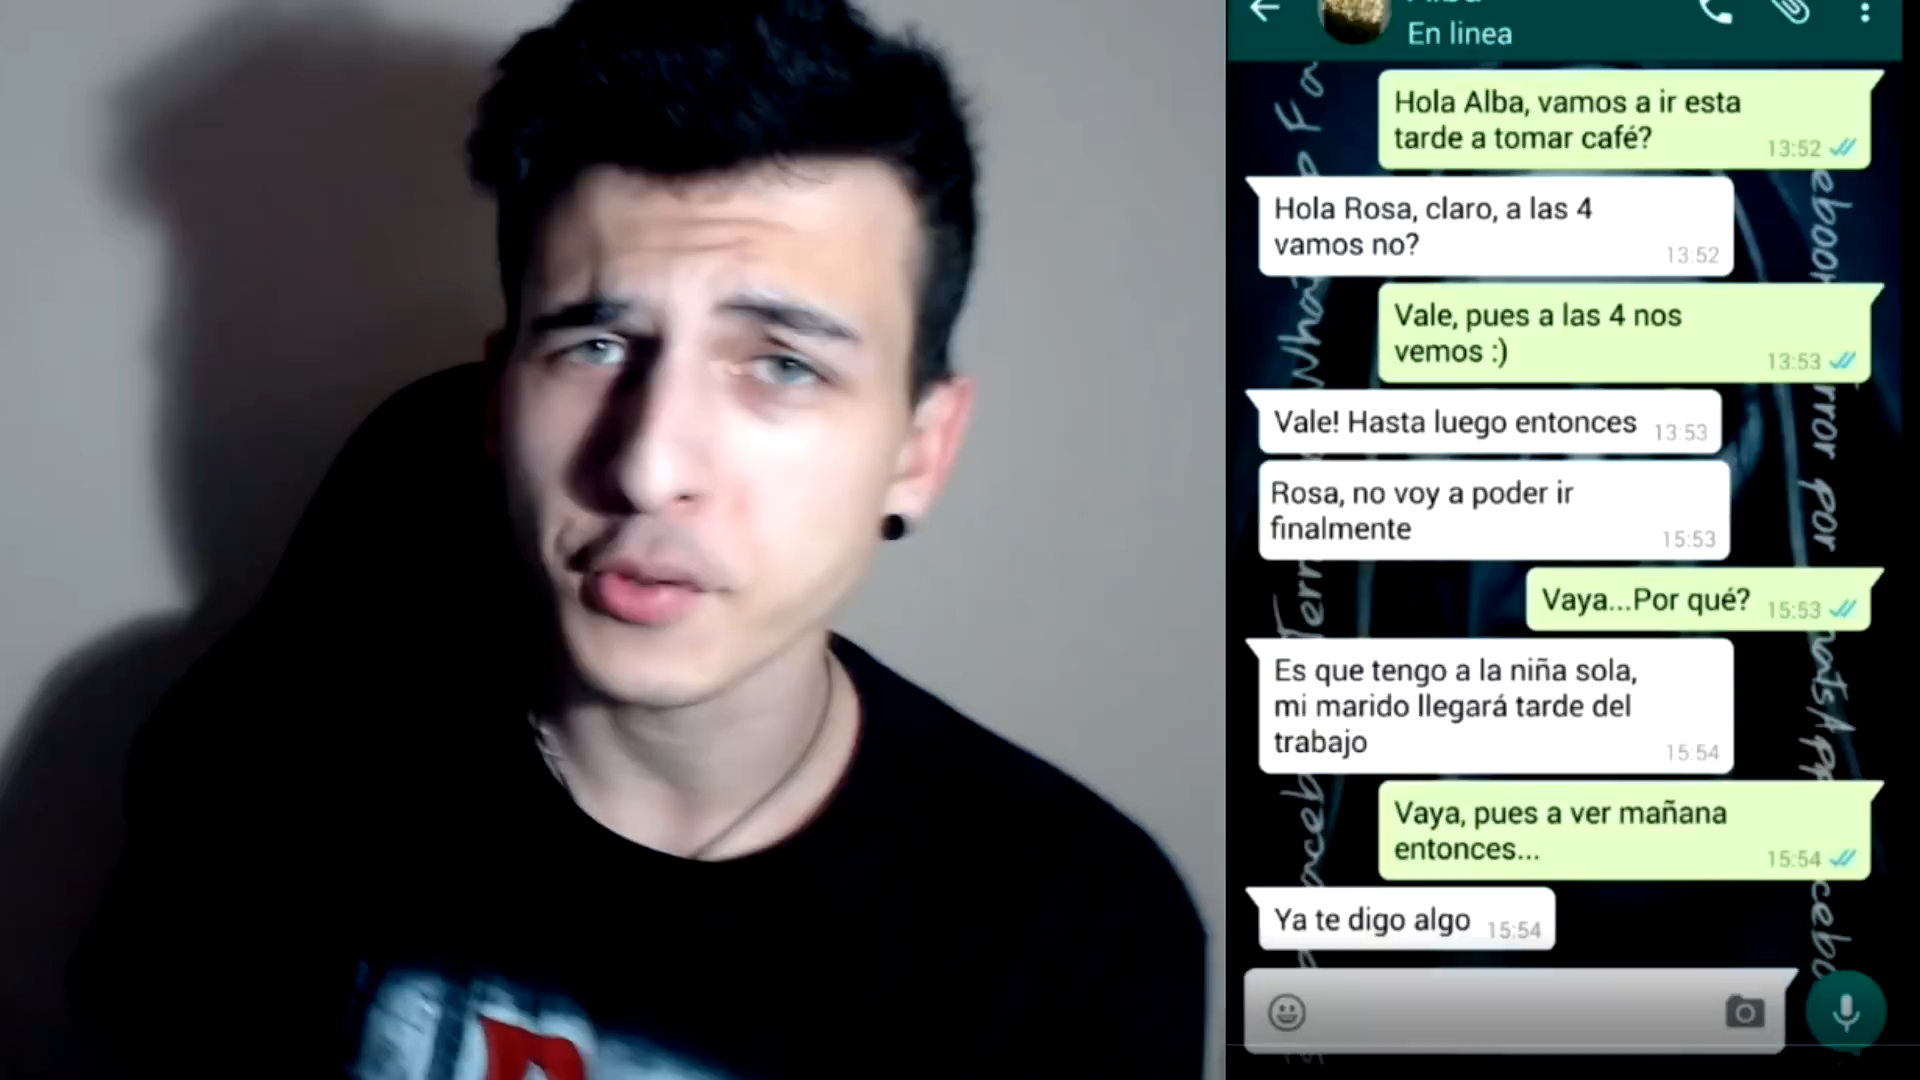 En linea
Hola Alba, vamos a ir esta
tarde a tomar café?
13:52
Hola Rosa, claro, a las 4
vamos no?
13:52
Vale, pues a las 4 nos
vemos :)
13:53
Vale! Hasta luego entonces 13:53
Rosa, no voy a poder ir
finalmente
15:53
Vaya...Por qué? 15:53
Es que tengo a la niña sola,
mi marido llegará tarde del
trabajo
15:54
Vaya, pues a ver mañana
entonces...
15:54
Ya te digo algo 15:54